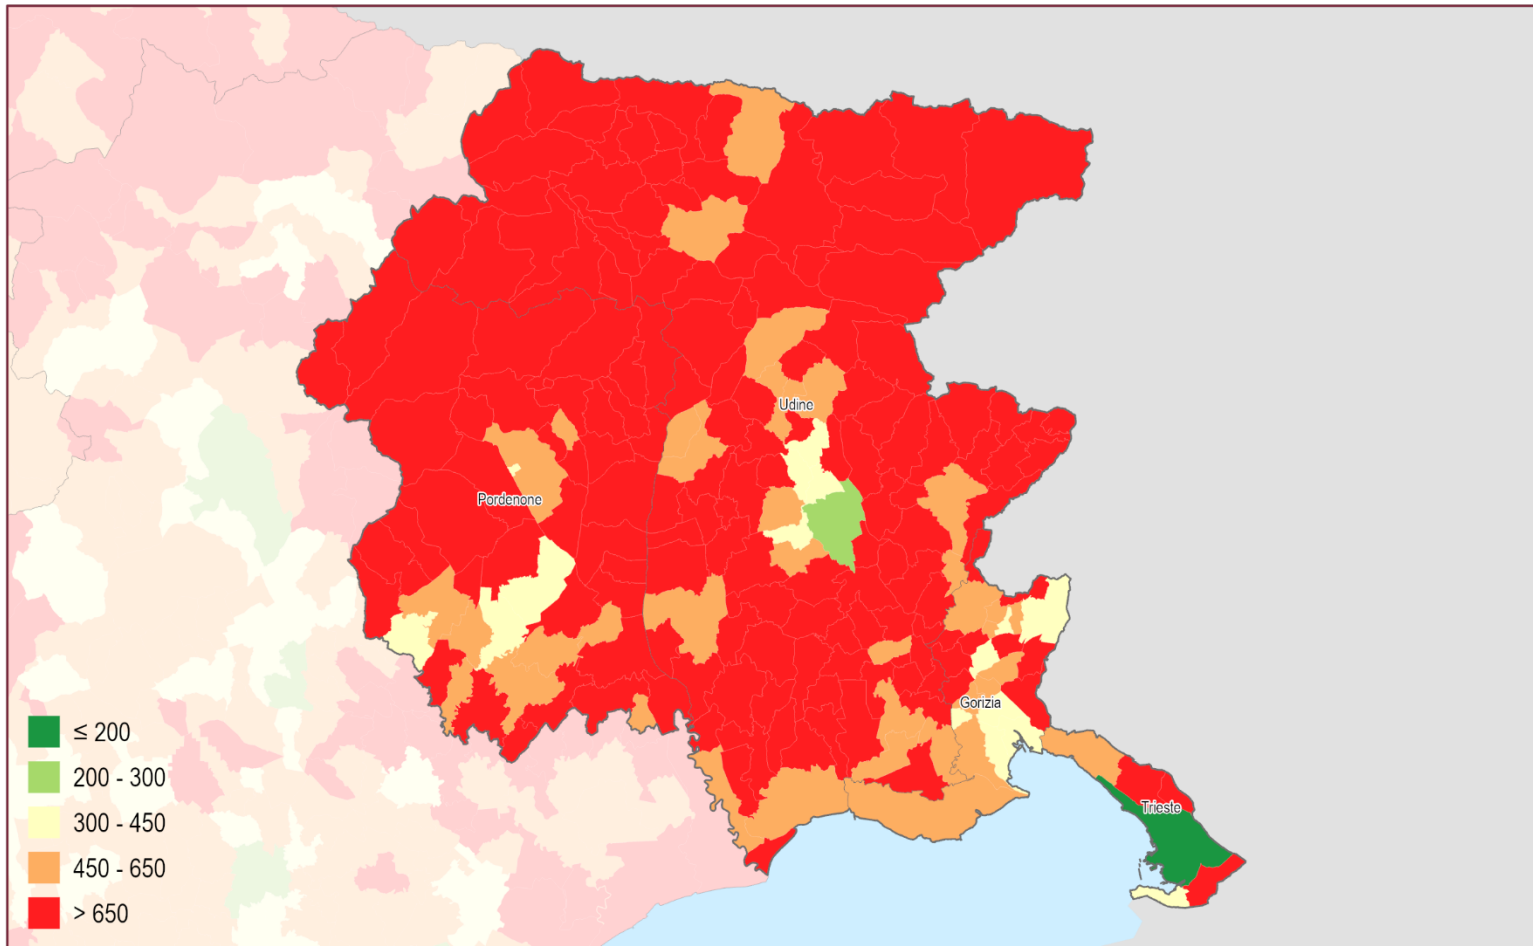 Udine
Pordenone
Gorizia
Trieste
≤ 200
200 - 300
300 - 450
450 - 650
> 650